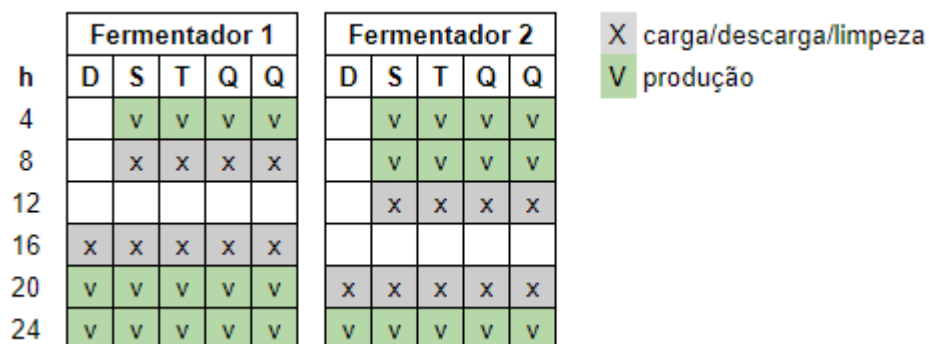 Fermentador 1 Fermentador 2 X carga/descarga/limpeza
h D S T Q Q D S T Q Q V produção
4 v v v v v v v v
8 x x x x v v v v
12 x x x x
16 x x x x x
20 v v v v v x x x x x
24 v v v v v v v v v v